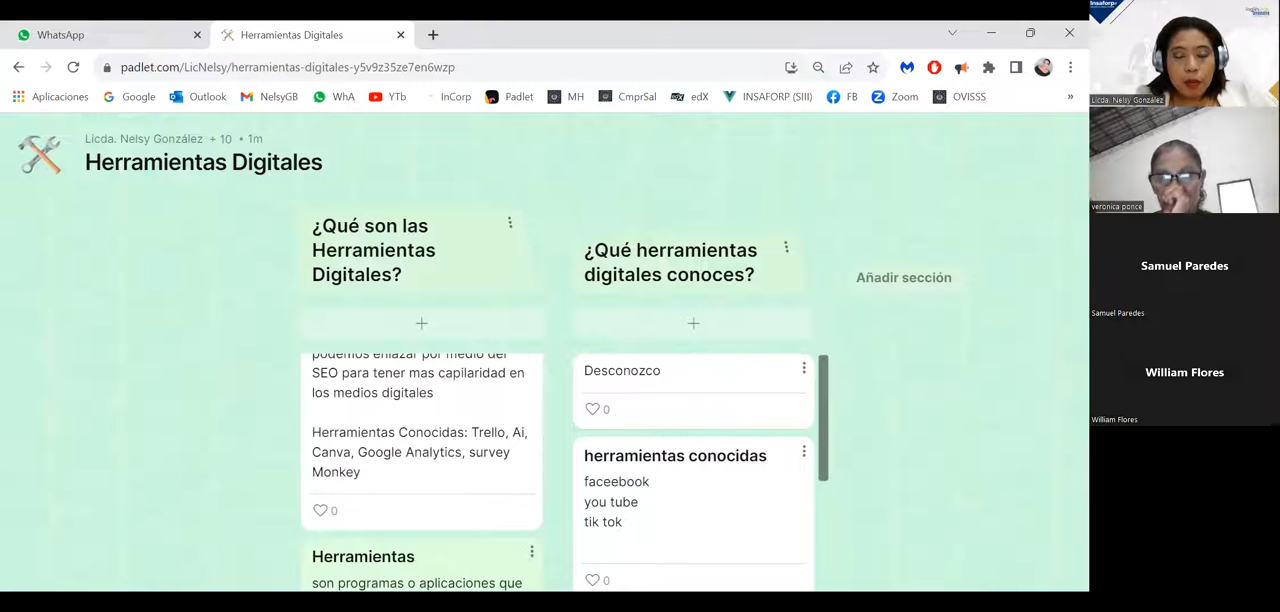 WhatsApp
Herramientas Digitales
padlet.com/LicNelsy/herramientas-digitales-y5v9z35ze7en6wzp
Aplicaciones Google Outlook NelsyGB WhA YTb InCorp Padlet MH CmprSal edX INSAFORP (SIII) FB Zoom OVISSS »
Licda. Nelsy González + 10 • 1m
Herramientas Digitales
¿Qué son las
Herramientas
Digitales?
podemos enlazar por medio del
SEO para tener mas capilaridad en
los medios digitales
Herramientas Conocidas: Trello, Ai,
Canva, Google Analytics, survey
Monkey
0
Herramientas
son programas o aplicaciones que
¿Qué herramientas
digitales conoces?
Desconozco
0
herramientas conocidas
faceebook
you tube
tik tok
0
Añadir sección
Insaforp
Licda. Nelsy González
veronica ponce
Samuel Paredes
Samuel Paredes
William Flores
William Flores